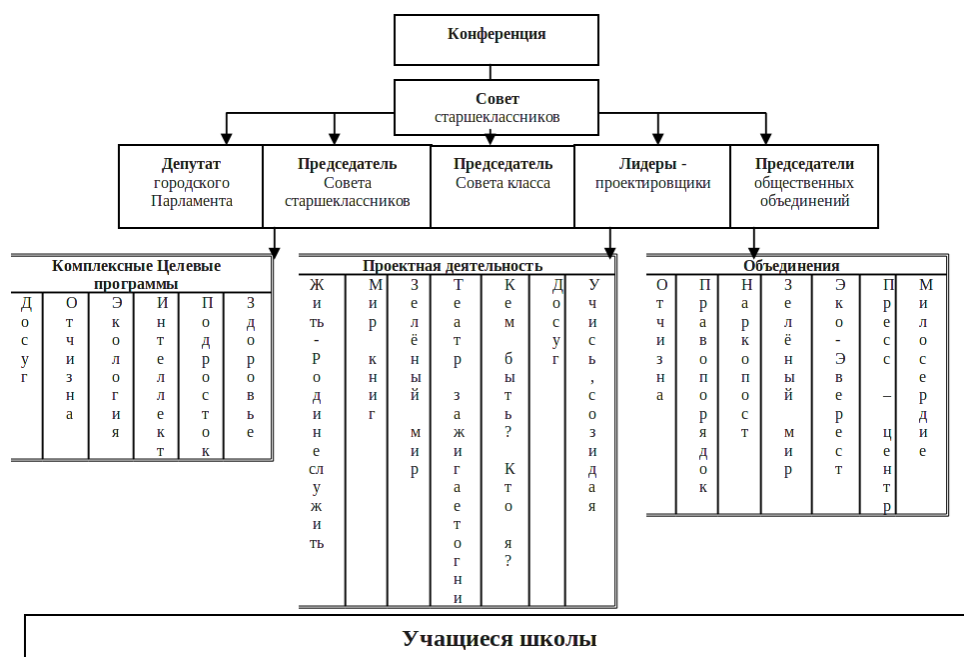 Конференция
Совет
старшеклассников
Депутат
городского
Парламента
Председатель
Совета
старшеклассников
Председатель
Совета класса
Лидеры -
проектировщики
Председатели
общественных
объединений
Комплексные Целевые
программы
Досуг
Отчизна
Экология
Интеллект
Подросток
Здоровье
Проектная деятельность
Жить-Родине служить
Мир книг
Зелёный мир
Театр зажигает огни
Кем быть? Кто я?
Досуг
Учись, созидая
Объединения
Отчизна
Правопорядок
Наркопост
Зелёный мир
Эко-Эверест
Пресс – центр
Милосердие
Учащиеся школы